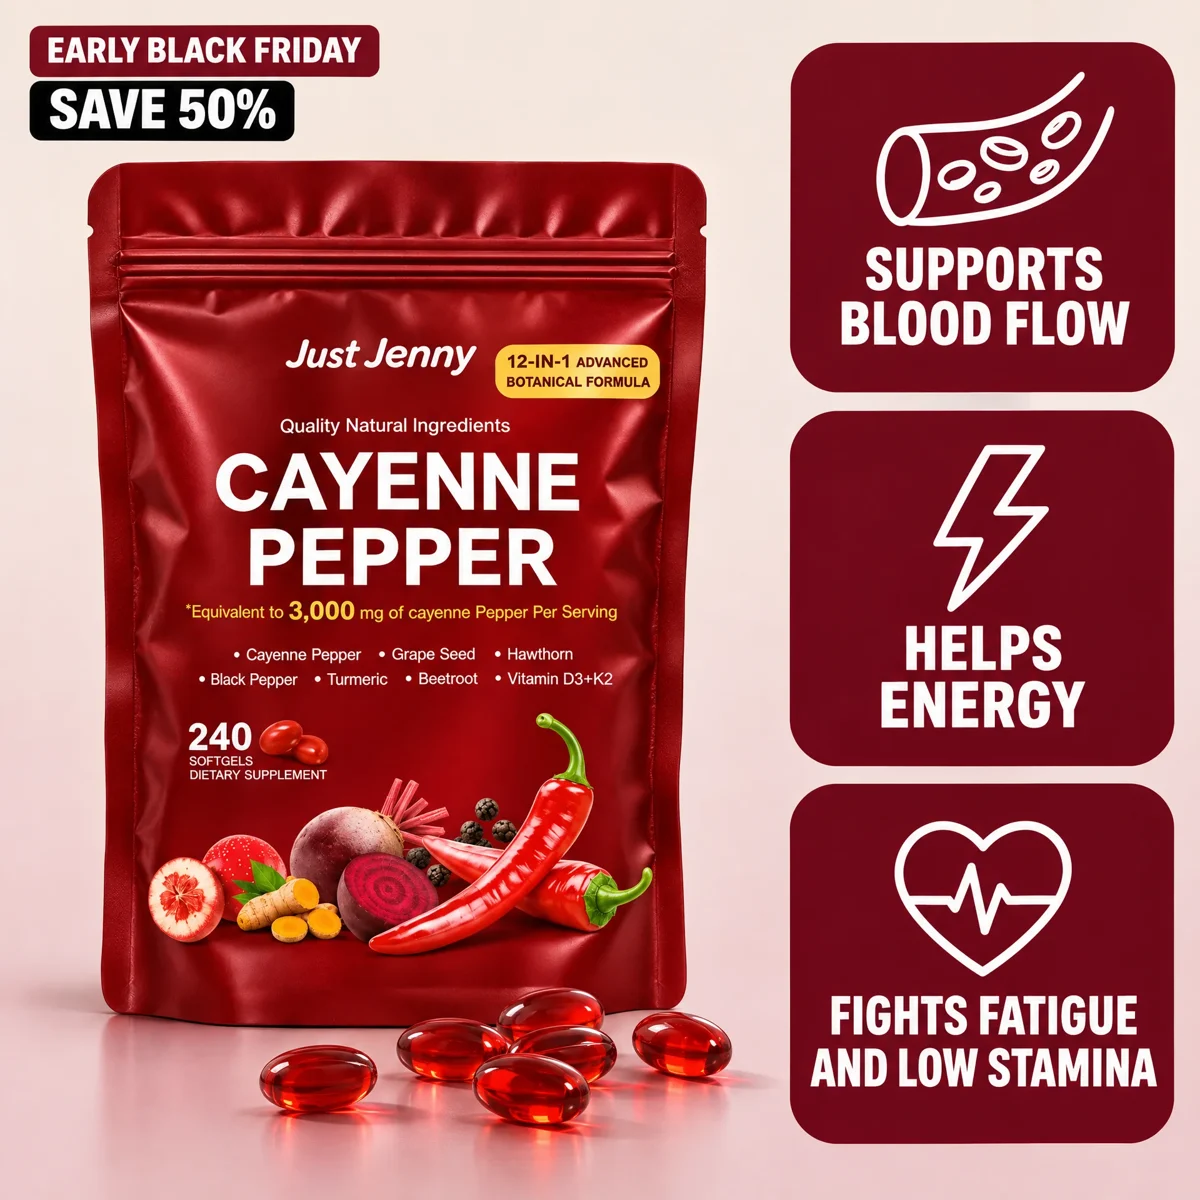 EARLY BLACK FRIDAY
SAVE 50%
Just Jenny
12-IN-1 ADVANCED
BOTANICAL FORMULA
Quality Natural Ingredients
CAYENNE
PEPPER
*Equivalent to 3,000 mg of cayenne Pepper Per Serving
• Cayenne Pepper • Grape Seed • Hawthorn
• Black Pepper • Turmeric • Beetroot • Vitamin D3+K2
240
SOFTGELS
DIETARY SUPPLEMENT
SUPPORTS
BLOOD FLOW
HELPS
ENERGY
FIGHTS FATIGUE
AND LOW STAMINA